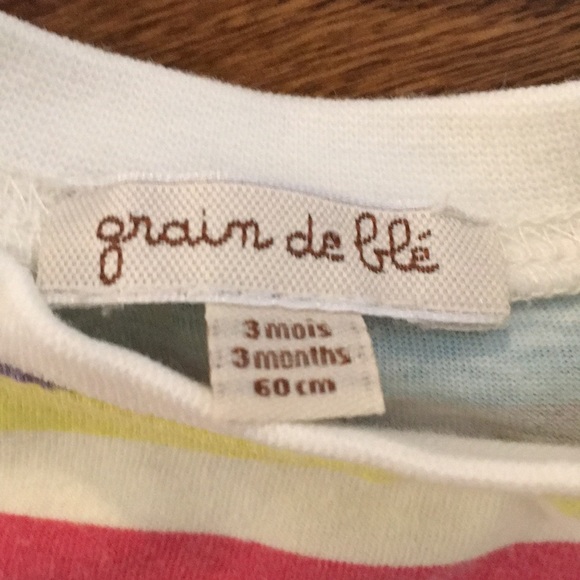 grain de blé
3 mois
3 months
60 cm